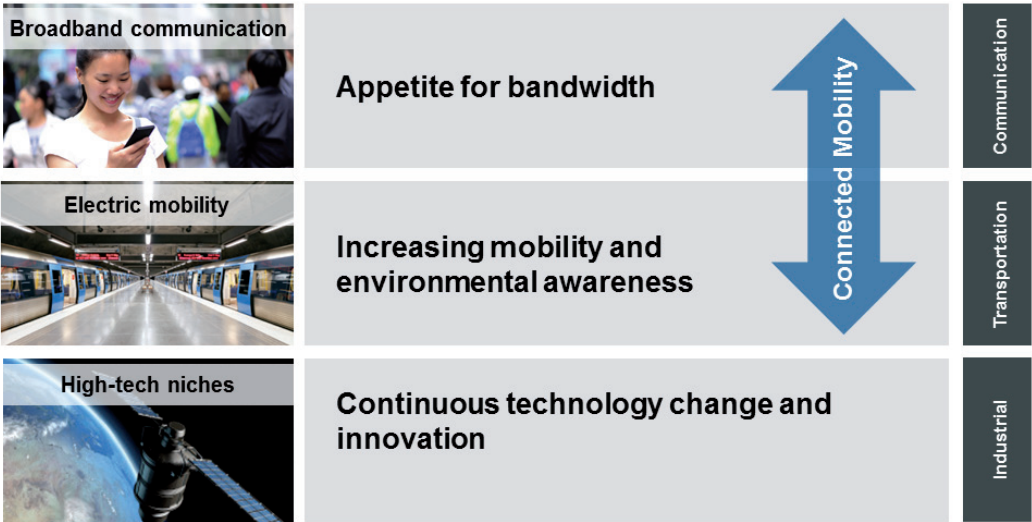 Broadband communication
Appetite for bandwidth
Communication
Connected Mobility
Electric mobility
Increasing mobility and
environmental awareness
Transportation
High-tech niches
Continuous technology change and
innovation
Industrial